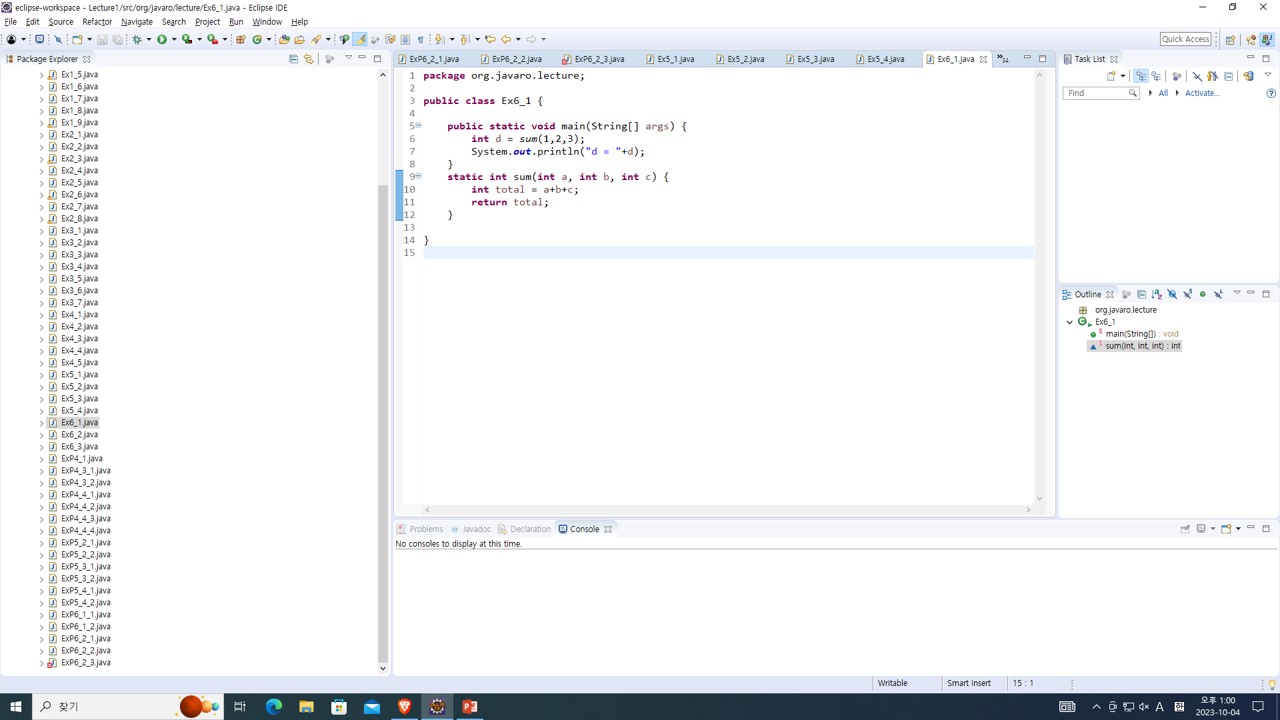 eclipse-workspace - Lecture1/src/org/javaro/lecture/Ex6_1.java - Eclipse IDE
File Edit Source Refactor Navigate Search Project Run Window Help
Quick Access
Package Explorer
Ex1_5.java
Ex1_6.java
Ex1_7.java
Ex1_8.java
Ex1_9.java
Ex2_1.java
Ex2_2.java
Ex2_3.java
Ex2_4.java
Ex2_5.java
Ex2_6.java
Ex2_7.java
Ex2_8.java
Ex3_1.java
Ex3_2.java
Ex3_3.java
Ex3_4.java
Ex3_5.java
Ex3_6.java
Ex3_7.java
Ex4_1.java
Ex4_2.java
Ex4_3.java
Ex4_4.java
Ex4_5.java
Ex5_1.java
Ex5_2.java
Ex5_3.java
Ex5_4.java
Ex6_1.java
Ex6_2.java
Ex6_3.java
ExP4_1.java
ExP4_3_1.java
ExP4_3_2.java
ExP4_4_1.java
ExP4_4_2.java
ExP4_4_3.java
ExP4_4_4.java
ExP5_2_1.java
ExP5_2_2.java
ExP5_3_1.java
ExP5_3_2.java
ExP5_4_1.java
ExP5_4_2.java
ExP6_1_1.java
ExP6_1_2.java
ExP6_2_1.java
ExP6_2_2.java
ExP6_2_3.java
ExP6_2_1.java ExP6_2_2.java ExP6_2_3.java Ex5_1.java Ex5_2.java Ex5_3.java Ex5_4.java Ex6_1.java
1 package org.javaro.lecture;
2
3 public class Ex6_1 {
4
5 public static void main(String[] args) {
6 int d = sum(1,2,3);
7 System.out.println("d = "+d);
8 }
9 static int sum(int a, int b, int c) {
10 int total = a+b+c;
11 return total;
12 }
13
14 }
15
Task List
Find All Activate...
Outline
org.javaro.lecture
Ex6_1
main(String[]) : void
sum(int, int, int) : int
Problems Javadoc Declaration Console
No consoles to display at this time.
Writable Smart Insert 15 : 1
찾기
A 오후 1:00
2023-10-04